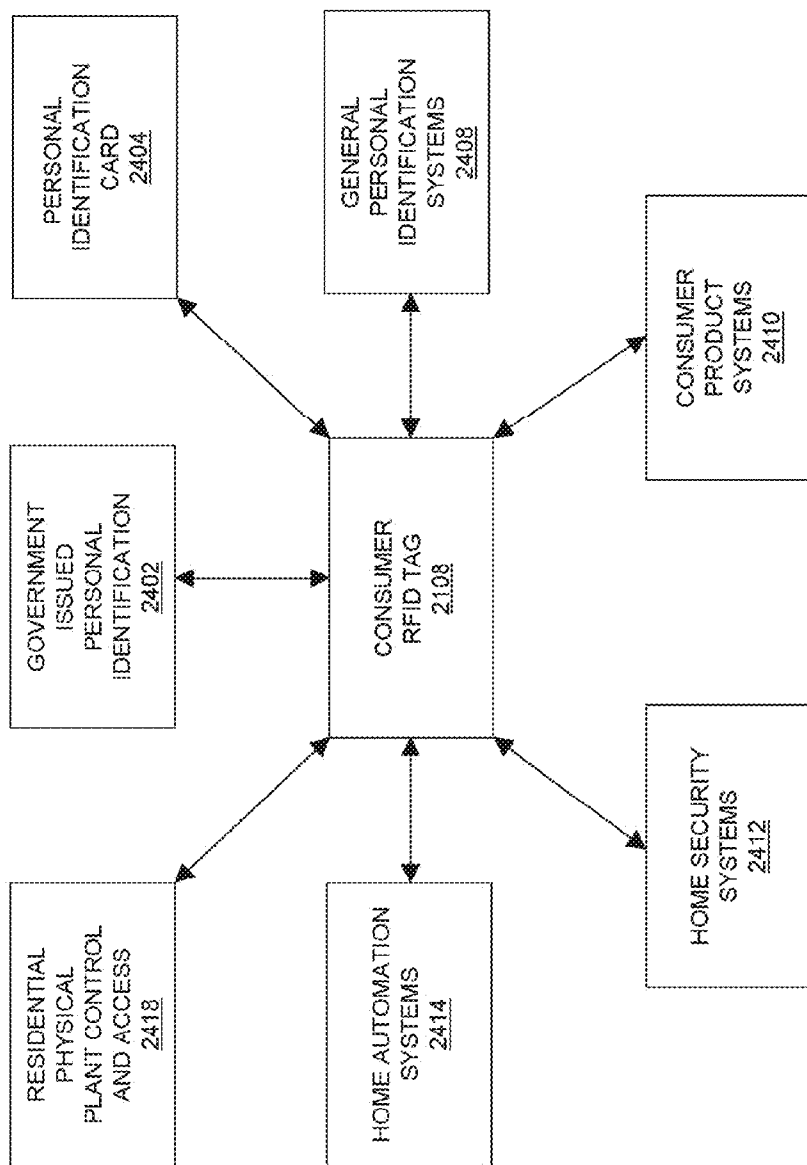 RESIDENTIAL
PHYSICAL
PLANT CONTROL
AND ACCESS
2418
GOVERNMENT
ISSUED
PERSONAL
IDENTIFICATION
2402
PERSONAL
IDENTIFICATION
CARD
2404
HOME AUTOMATION
SYSTEMS
2414
CONSUMER
RFID TAG
2108
GENERAL
PERSONAL
IDENTIFICATION
SYSTEMS
2408
HOME SECURITY
SYSTEMS
2412
CONSUMER
PRODUCT
SYSTEMS
2410